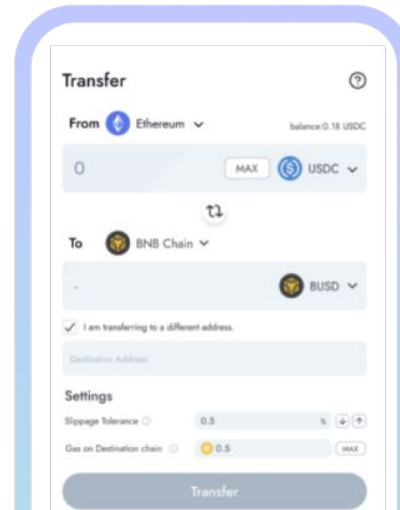 Transfer
From Ethereum
balance:0.18 USDC
0 MAX USDC
To BNB Chain
- BUSD
I am transferring to a different address.
Destination Address
Settings
Slippage Tolerance 0.5 %
Gas on Destination chain 0.5 MAX
Transfer